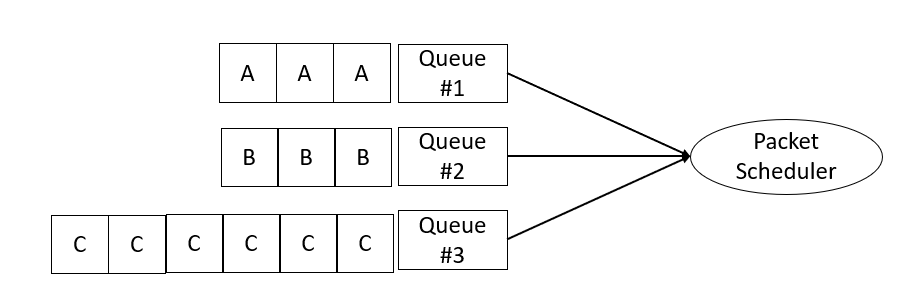 A A A Queue
#1
B B B Queue
#2
Packet
Scheduler
C C C C C C Queue
#3